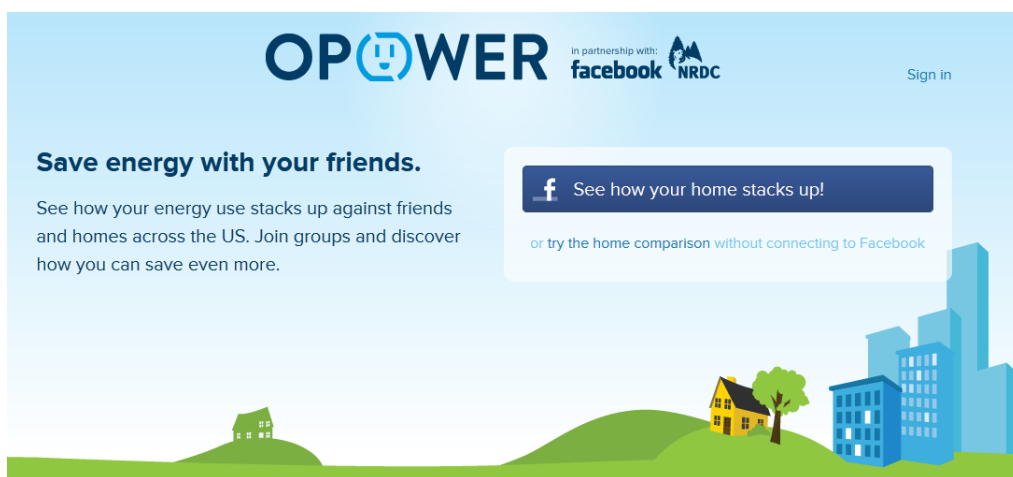 OPOWER
in partnership with:
facebook NRDC
Sign in
Save energy with your friends.
See how your energy use stacks up against friends
and homes across the US. Join groups and discover
how you can save even more.
f See how your home stacks up!
or try the home comparison without connecting to Facebook